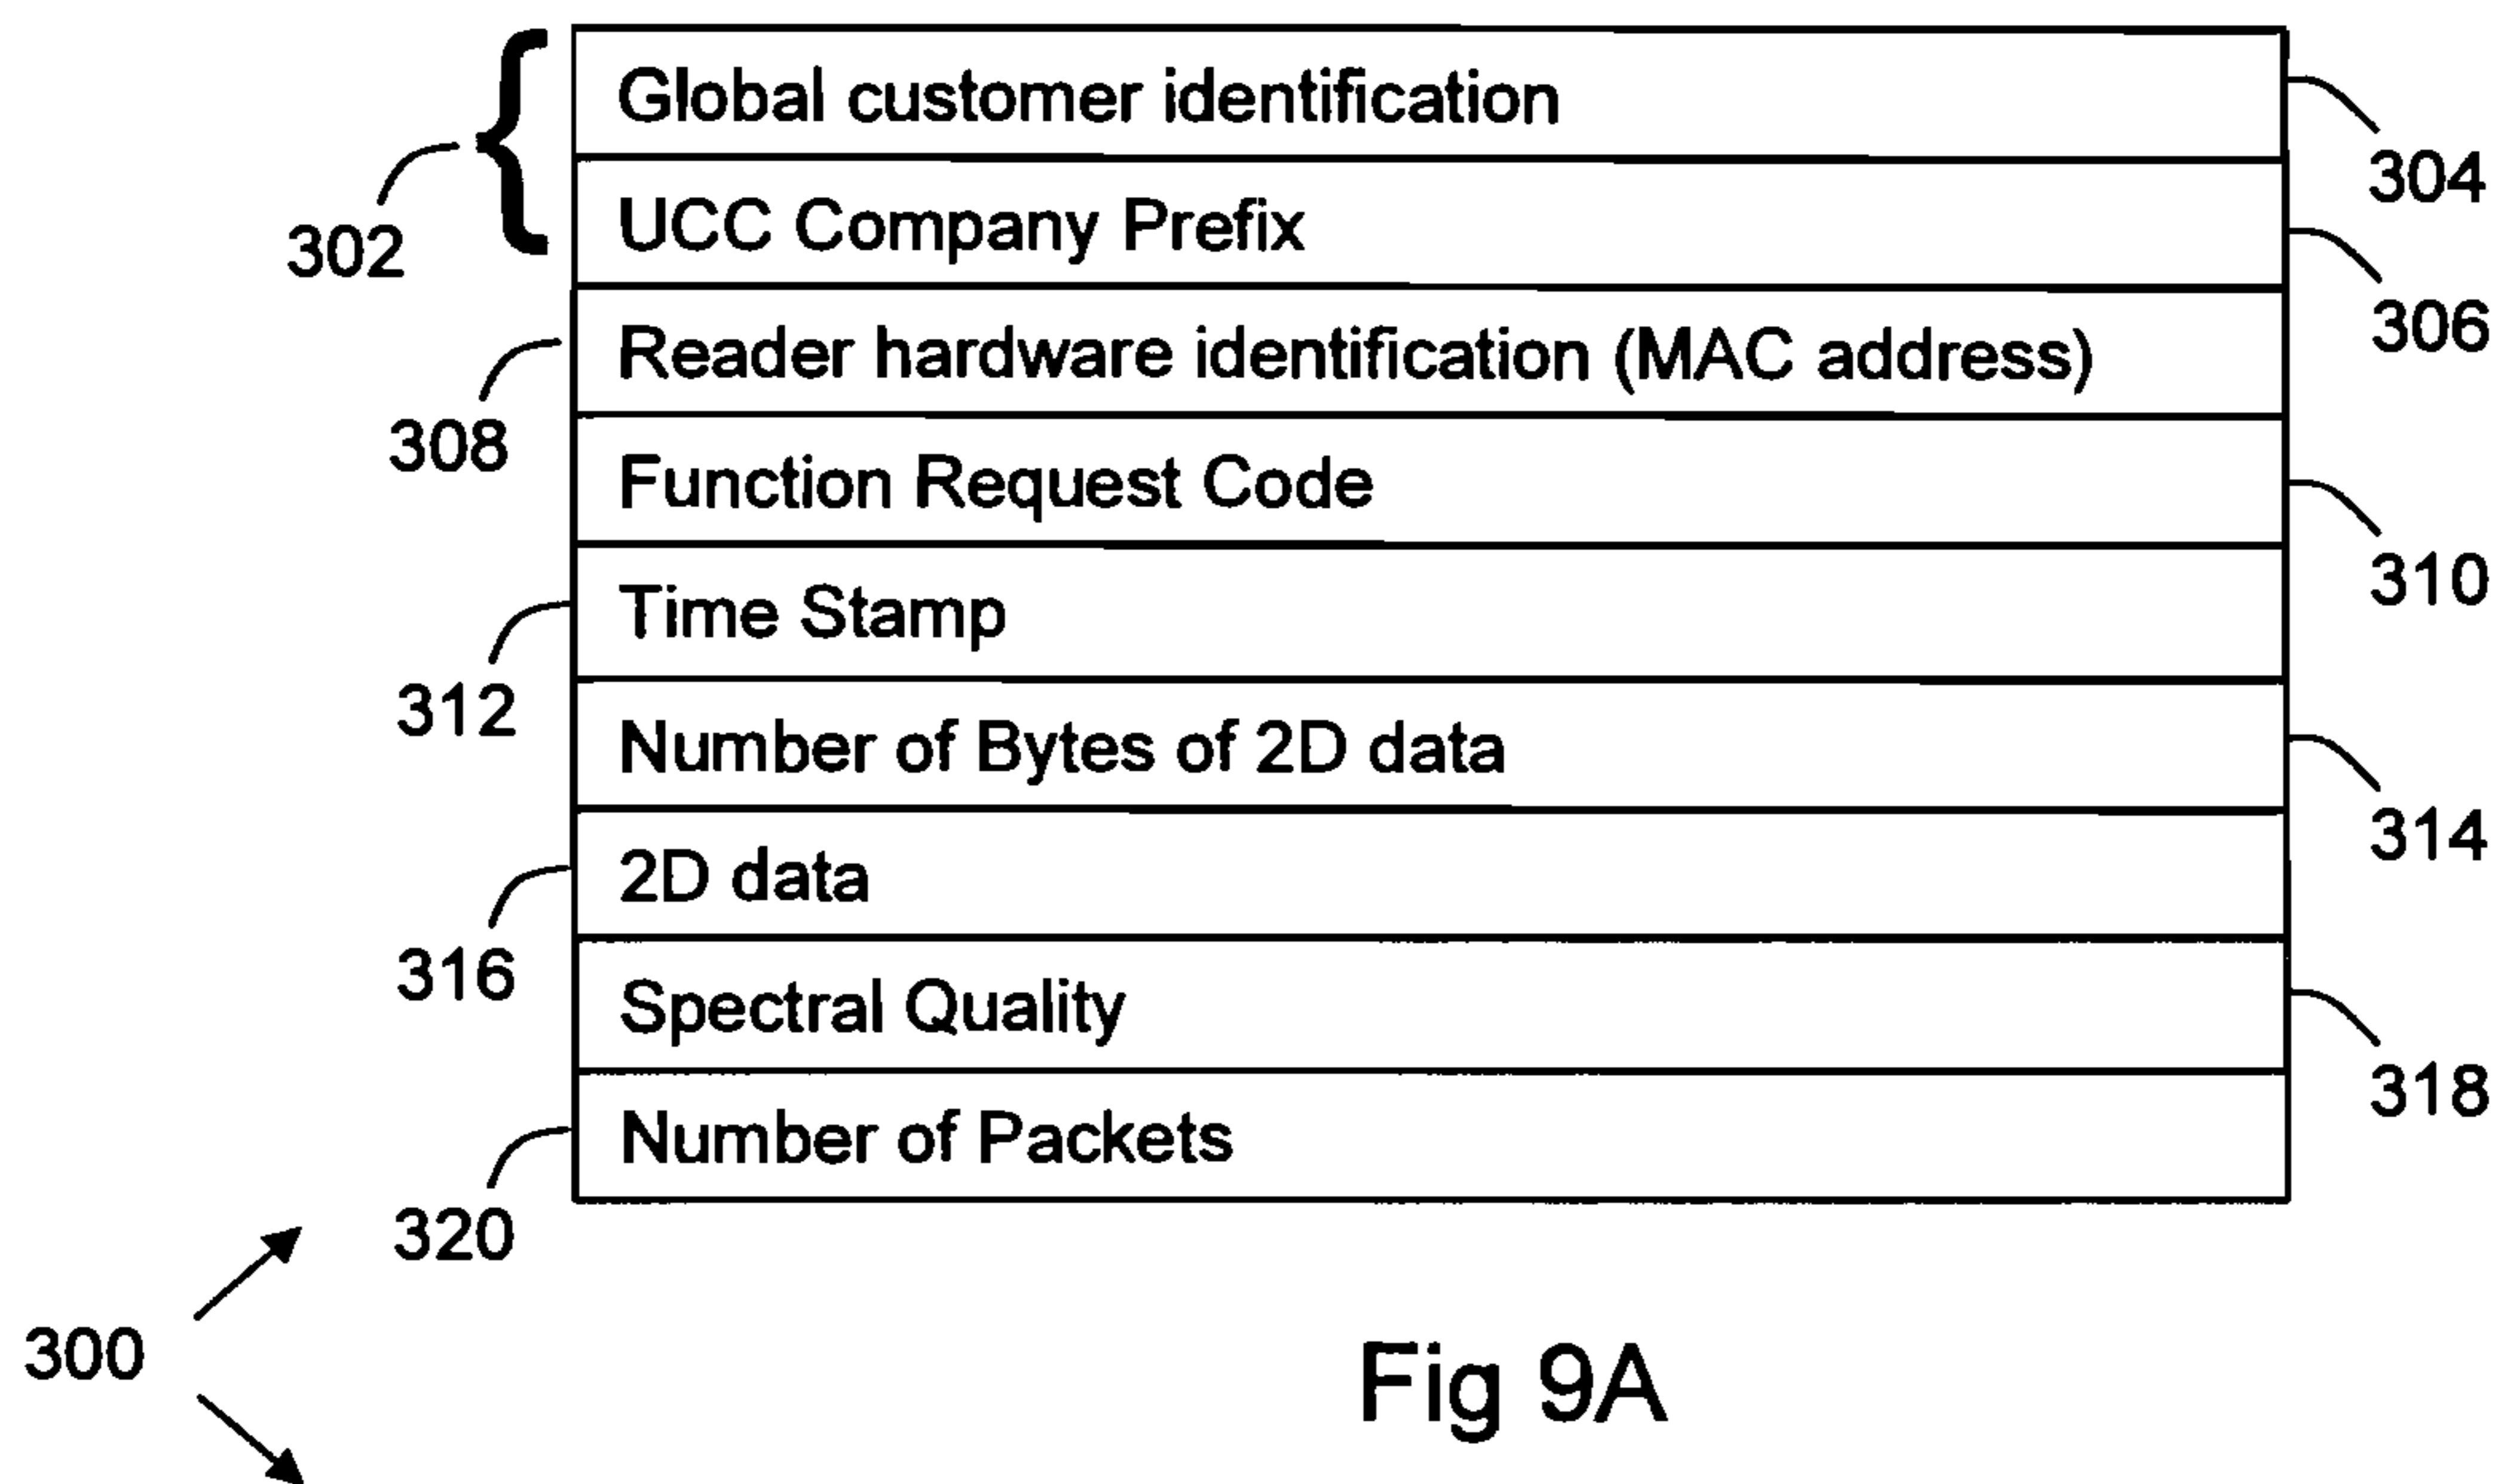 Global customer identification
304
UCC Company Prefix
302
306
Reader hardware identification (MAC address)
308
Function Request Code
310
Time Stamp
312
Number of Bytes of 2D data
314
2D data
316
Spectral Quality
318
Number of Packets
320
300
Fig 9A